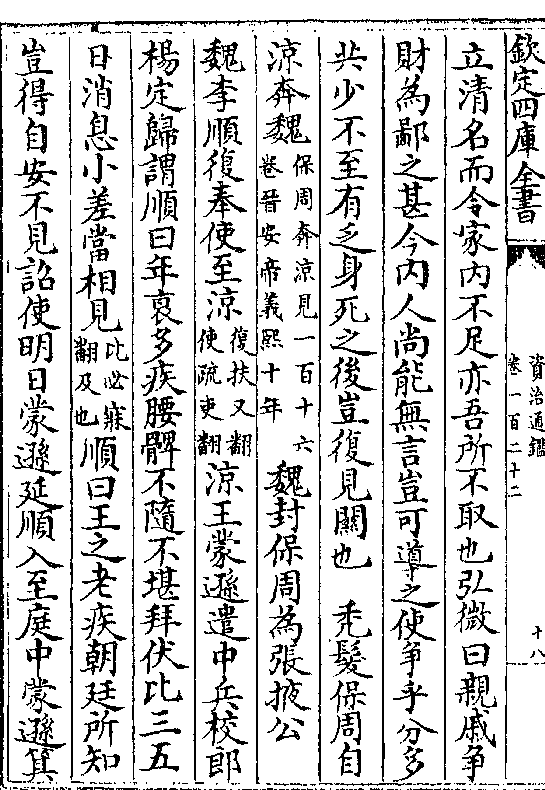 欽定四庫全書
資治通鑑
卷一百二十二
十八
立清名而令家内不足亦吾所不取也弘微曰親戚争
財為鄙之甚今内人尚能無言豈可導之使争乎分多
共少不至有乏身死之後豈復見關也　禿髮保周自
涼奔魏保周奔涼見一百十六卷晉安帝義熙十年魏封保周為張掖公
魏李順復奉使至涼復扶又翻使疏吏翻涼王蒙遜遣中兵校郎
楊定歸謂順曰年衰多疾腰髀不隨不堪拜伏比三五
日消息小差當相見比必寐翻及也順曰王之老疾朝廷所知
豈得自安不見詔使明日蒙遜延順入至庭中蒙遜箕